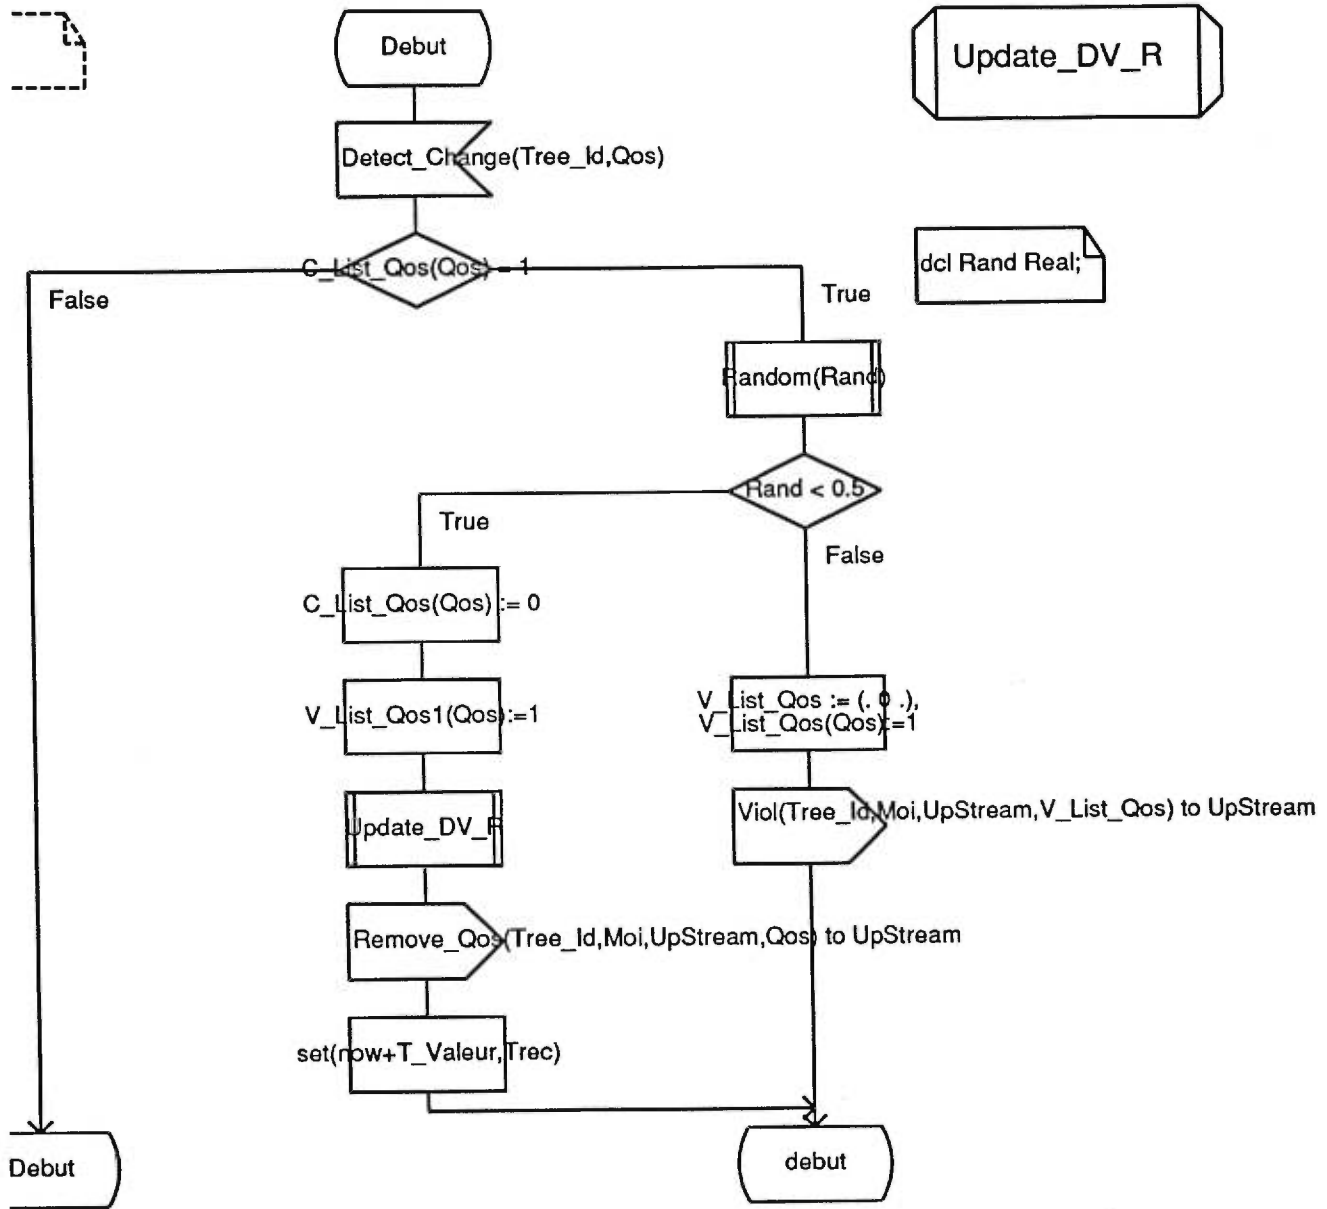 Debut
Update_DV_R
Detect_Change(Tree_Id,Qos)
C_List_Qos(Qos) = 1
dcl Rand Real;
False
True
Random(Rand)
Rand < 0.5
True
False
C_List_Qos(Qos) := 0
V_List_Qos := (. 0 .),
V_List_Qos1(Qos):=1
V_List_Qos(Qos):=1
Viol(Tree_Id,Moi,UpStream,V_List_Qos) to UpStream
Update_DV_R
Remove_Qos(Tree_Id,Moi,UpStream,Qos) to UpStream
set(now+T_Valeur,Trec)
Debut
debut